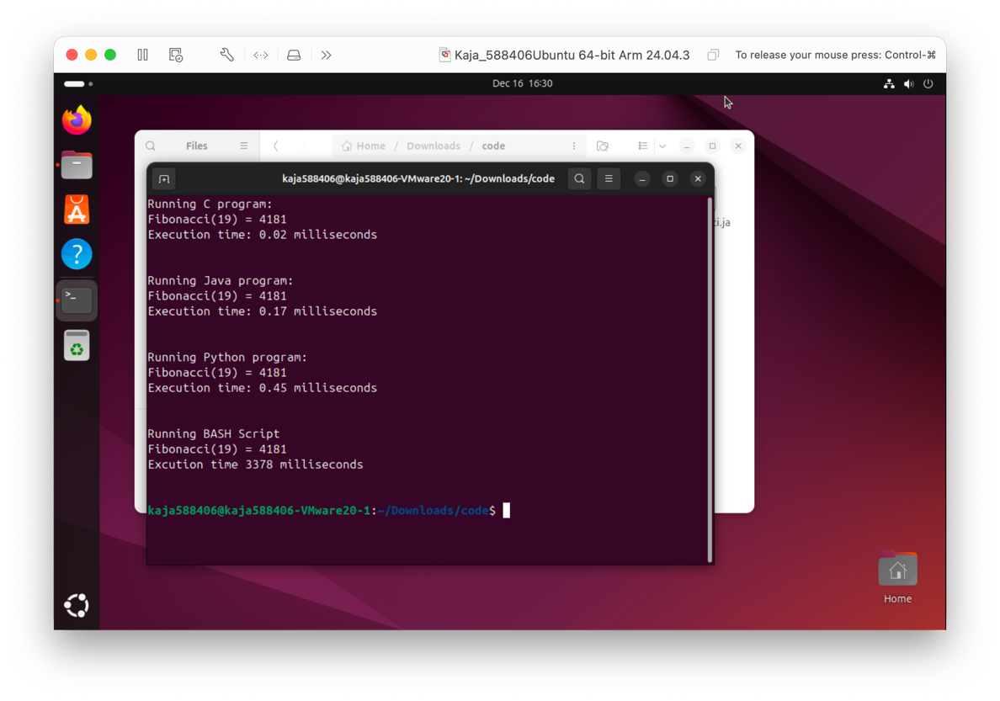 Kaja_588406Ubuntu 64-bit Arm 24.04.3
To release your mouse press: Control-⌘
Dec 16 16:30
Files
Home / Downloads / code
kaja588406@kaja588406-VMware20-1: ~/Downloads/code
ci.ja
Running C program:
Fibonacci(19) = 4181
Execution time: 0.02 milliseconds
Running Java program:
Fibonacci(19) = 4181
Execution time: 0.17 milliseconds
Running Python program:
Fibonacci(19) = 4181
Execution time: 0.45 milliseconds
Running BASH Script
Fibonacci(19) = 4181
Excution time 3378 milliseconds
kaja588406@kaja588406-VMware20-1:~/Downloads/code$
Home